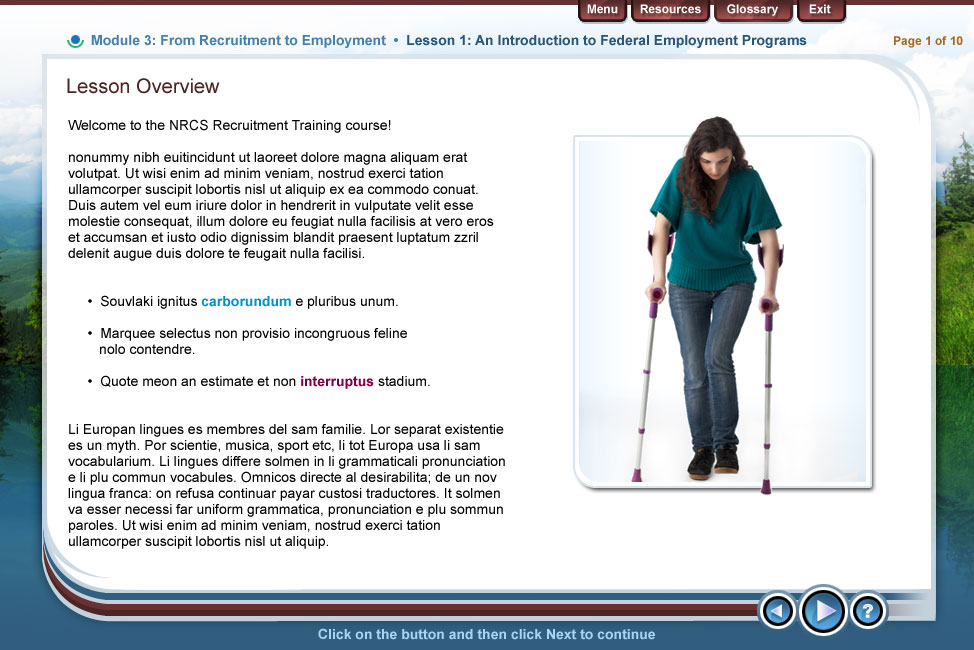 Menu Resources Glossary Exit
Module 3: From Recruitment to Employment • Lesson 1: An Introduction to Federal Employment Programs
Page 1 of 10
Lesson Overview
Welcome to the NRCS Recruitment Training course!
nonummy nibh euitincidunt ut laoreet dolore magna aliquam erat
volutpat. Ut wisi enim ad minim veniam, nostrud exerci tation
ullamcorper suscipit lobortis nisl ut aliquip ex ea commodo conuat.
Duis autem vel eum iriure dolor in hendrerit in vulputate velit esse
molestie consequat, illum dolore eu feugiat nulla facilisis at vero eros
et accumsan et iusto odio dignissim blandit praesent luptatum zzril
delenit augue duis dolore te feugait nulla facilisi.
• Souvlaki ignitus carborundum e pluribus unum.
• Marquee selectus non provisio incongruous feline
nolo contendre.
• Quote meon an estimate et non interruptus stadium.
Li Europan lingues es membres del sam familie. Lor separat existentie
es un myth. Por scientie, musica, sport etc, li tot Europa usa li sam
vocabularium. Li lingues differe solmen in li grammaticali pronunciation
e li plu commun vocabules. Omnicos directe al desirabilita; de un nov
lingua franca: on refusa continuar payar custosi traductores. It solmen
va esser necessi far uniform grammatica, pronunciation e plu sommun
paroles. Ut wisi enim ad minim veniam, nostrud exerci tation
ullamcorper suscipit lobortis nisl ut aliquip.
?
Click on the button and then click Next to continue